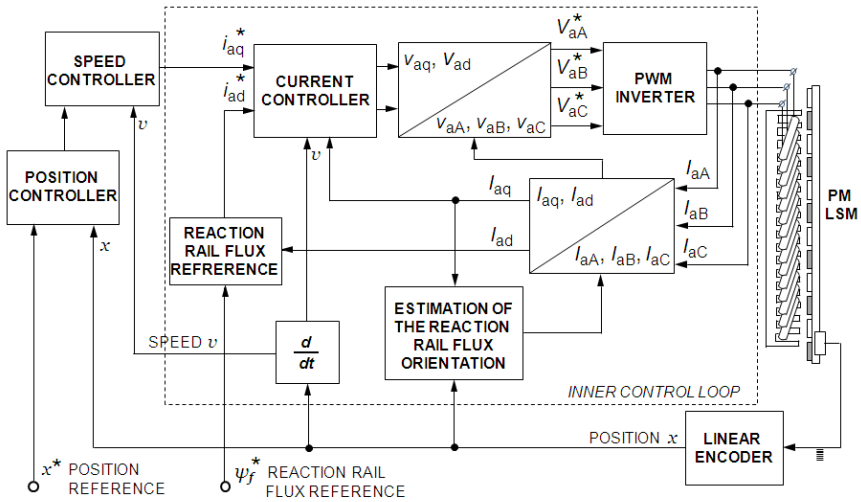 SPEED
CONTROLLER
i*aq
i*ad
CURRENT
CONTROLLER
vaq, vad
vaA, vaB, vaC
V*aA
V*aB
V*aC
PWM
INVERTER
v
v
POSITION
CONTROLLER
x
REACTION
RAIL FLUX
REFRERENCE
Iaq
Iad
Iaq, Iad
IaA, IaB, IaC
IaA
IaB
IaC
PM
LSM
ESTIMATION OF
THE REACTION
RAIL FLUX
ORIENTATION
SPEED v
d
dt
INNER CONTROL LOOP
POSITION x
LINEAR
ENCODER
x* POSITION
REFERENCE
ψ*f REACTION RAIL
FLUX REFERENCE